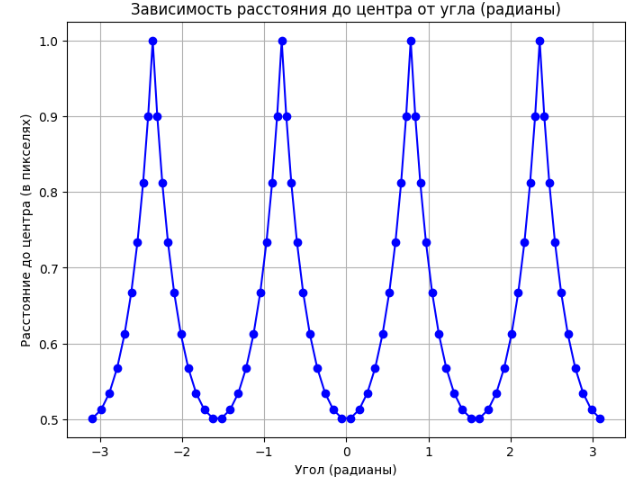 Зависимость расстояния до центра от угла (радианы)
Расстояние до центра (в пикселях)
1.0
0.9
0.8
0.7
0.6
0.5
−3 −2 −1 0 1 2 3
Угол (радианы)